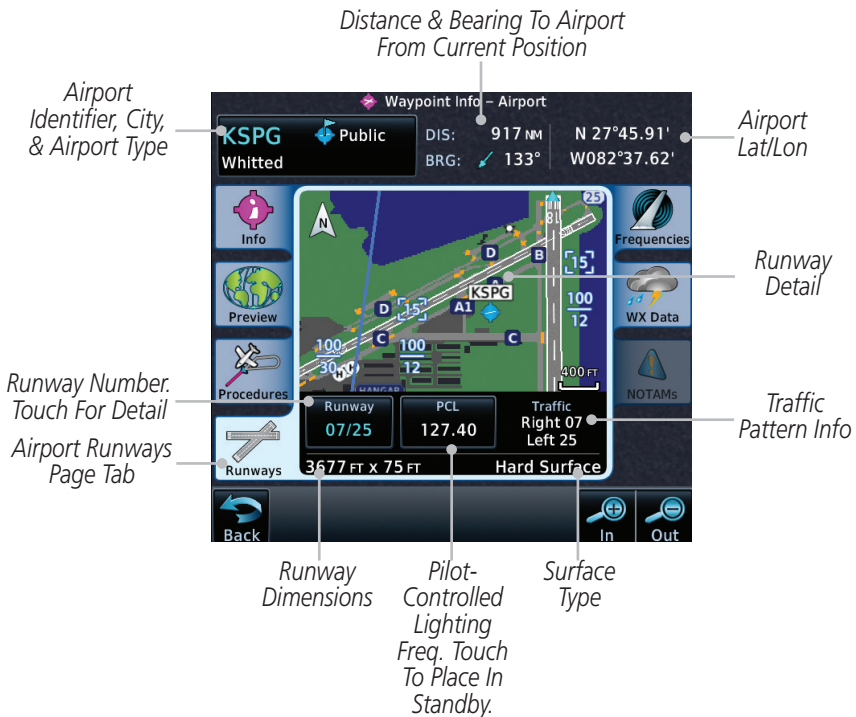 Distance & Bearing To Airport
From Current Position
Airport
Identifier, City,
& Airport Type
Waypoint Info – Airport
KSPG
Public
Whitted
DIS: 917 NM
BRG: 133°
N 27°45.91'
W082°37.62'
Airport
Lat/Lon
Info
Preview
Procedures
Runways
Frequencies
WX Data
NOTAMs
N
25
18
D
B
15
A
KSPG
D
15
A1
100
12
C
C
100
30
100
12
H
HANGAR
400 FT
Runway
Detail
Runway Number.
Touch For Detail
Airport Runways
Page Tab
Runway
07/25
PCL
127.40
Traffic
Right 07
Left 25
Traffic
Pattern Info
3677 FT X 75 FT
Hard Surface
Back
In
Out
Runway
Dimensions
Pilot-
Controlled
Lighting
Freq. Touch
To Place In
Standby.
Surface
Type